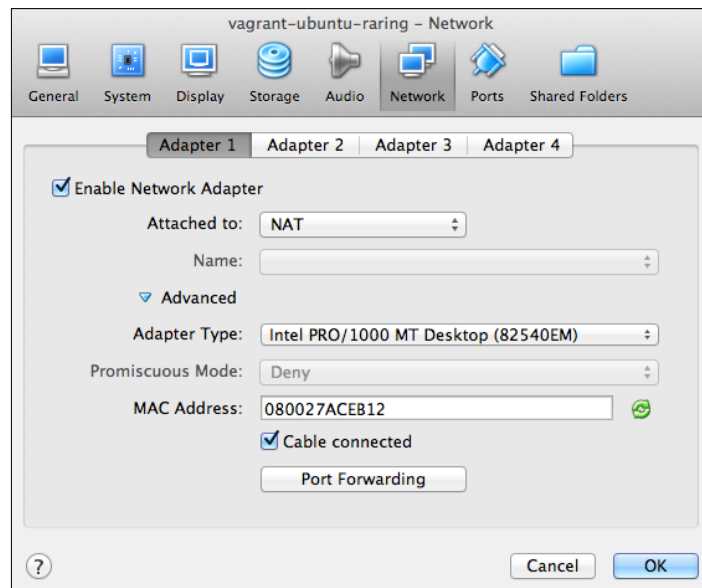 vagrant-ubuntu-raring – Network
General System Display Storage Audio Network Ports Shared Folders
Adapter 1 Adapter 2 Adapter 3 Adapter 4
Enable Network Adapter
Attached to: NAT
Name:
Advanced
Adapter Type: Intel PRO/1000 MT Desktop (82540EM)
Promiscuous Mode: Deny
MAC Address: 080027ACEB12
Cable connected
Port Forwarding
? Cancel OK